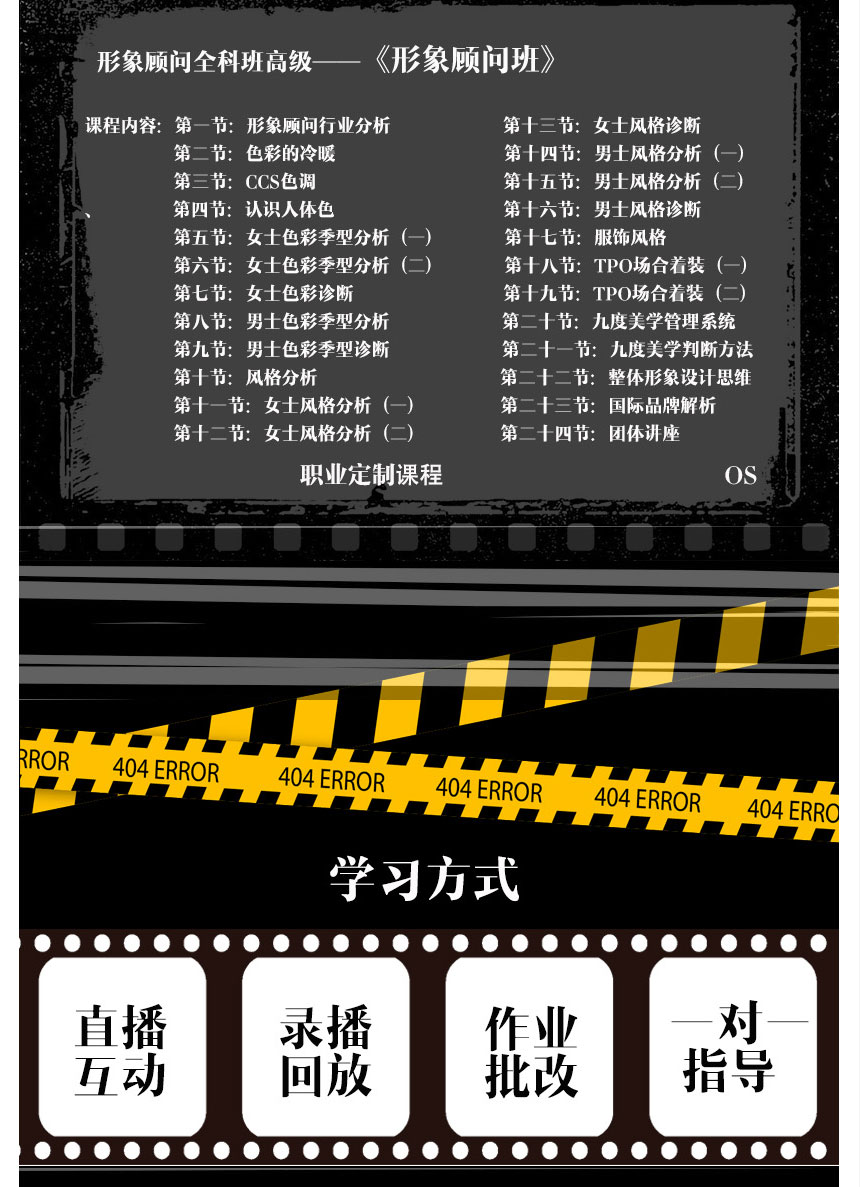 形象顾问全科班高级——《形象顾问班》
课程内容: 第一节: 形象顾问行业分析
第二节: 色彩的冷暖
第三节: CCS色调
、 第四节: 认识人体色
第五节: 女士色彩季型分析（一）
第六节: 女士色彩季型分析（二）
第七节: 女士色彩诊断
第八节: 男士色彩季型分析
第九节: 男士色彩季型诊断
第十节: 风格分析
第十一节: 女士风格分析（一）
第十二节: 女士风格分析（二）
第十三节: 女士风格诊断
第十四节: 男士风格分析（一）
第十五节: 男士风格分析（二）
第十六节: 男士风格诊断
第十七节: 服饰风格
第十八节: TPO场合着装（一）
第十九节: TPO场合着装（二）
第二十节: 九度美学管理系统
第二十一节: 九度美学判断方法
第二十二节: 整体形象设计思维
第二十三节: 国际品牌解析
第二十四节: 团体讲座
职业定制课程
OS
RROR 404 ERROR 404 ERROR 404 ERROR 404 ERROR 404 ERRO
学习方式
直播
互动
录播
回放
作业
批改
一对一
指导